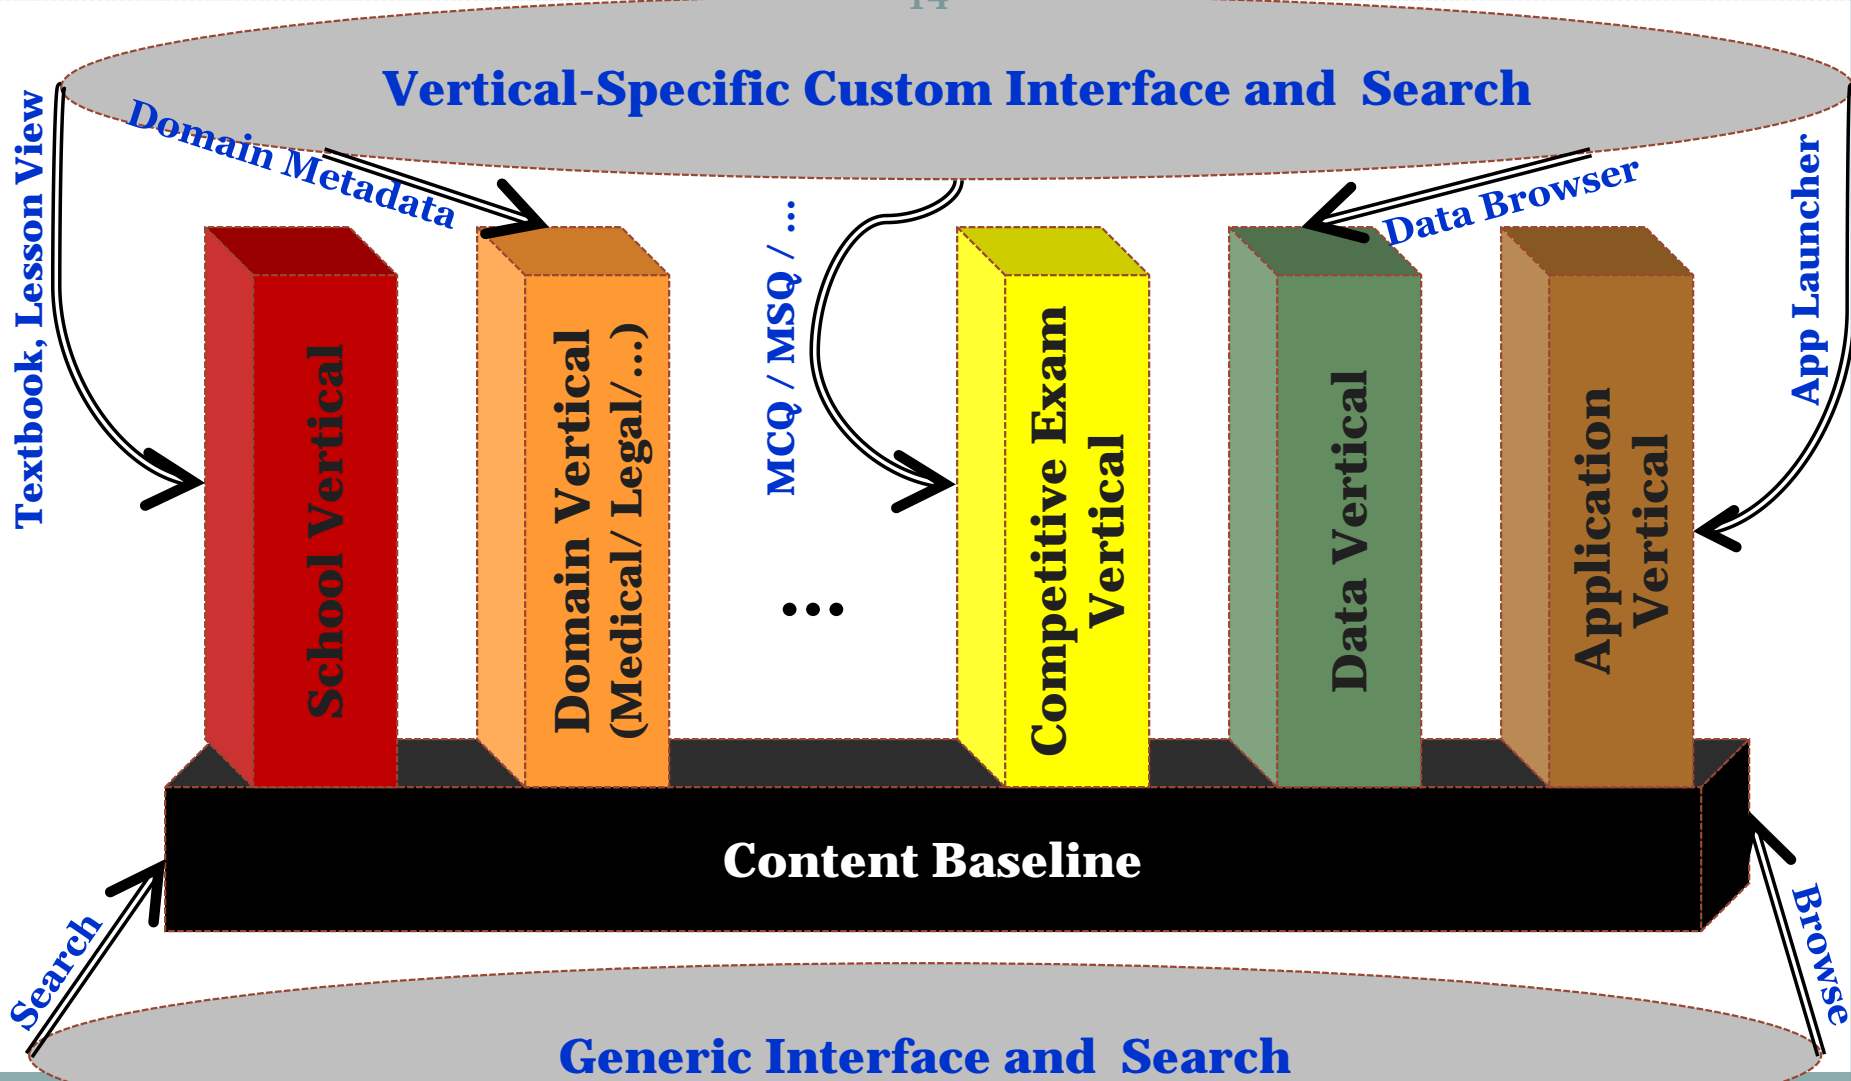 14
Vertical-Specific Custom Interface and Search
Textbook, Lesson View
Domain Metadata
MCQ / MSQ / ...
Data Browser
App Launcher
School Vertical
Domain Vertical
(Medical/ Legal/...)
...
Competitive Exam
Vertical
Data Vertical
Application
Vertical
Content Baseline
Search
Browse
Generic Interface and Search